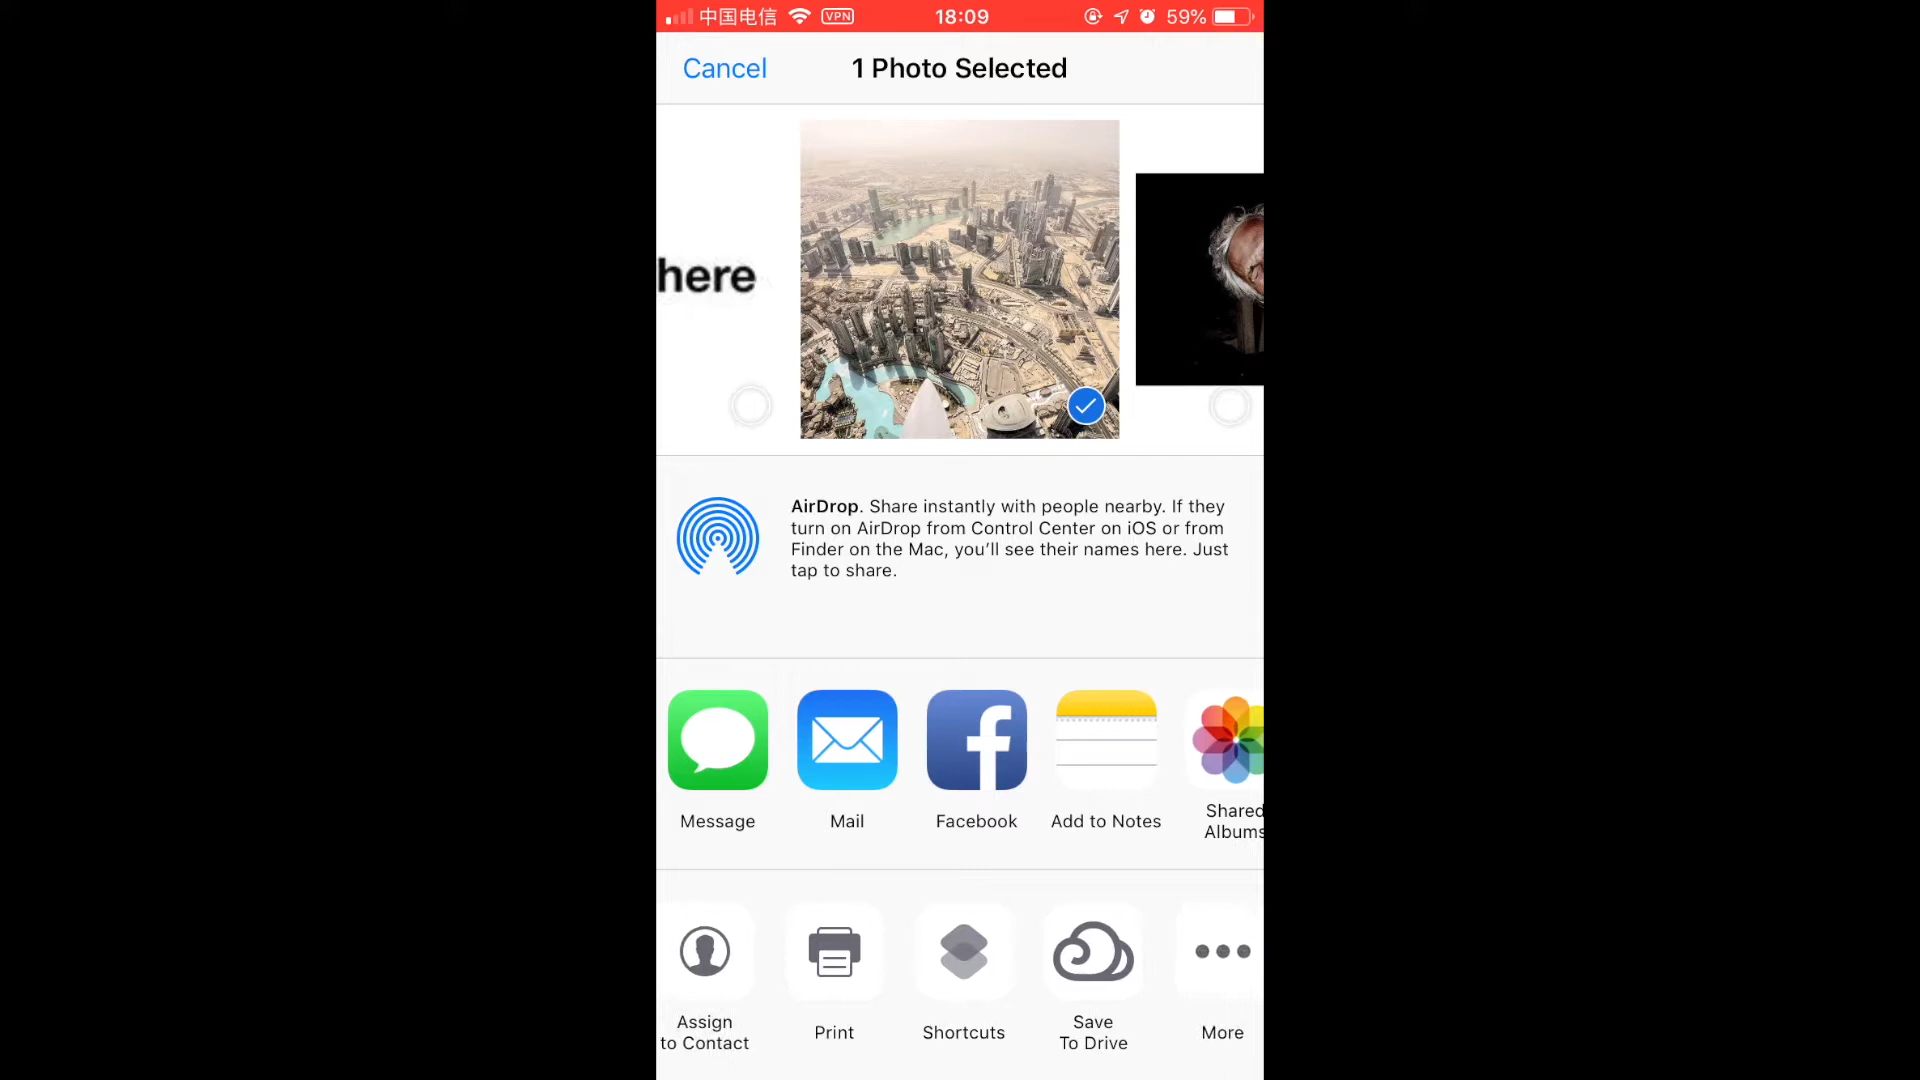 中国电信 VPN 18:09 59%
Cancel 1 Photo Selected
here
AirDrop. Share instantly with people nearby. If they
turn on AirDrop from Control Center on iOS or from
Finder on the Mac, you'll see their names here. Just
tap to share.
Message Mail Facebook Add to Notes Shared
Albums
Assign
to Contact Print Shortcuts Save
To Drive More